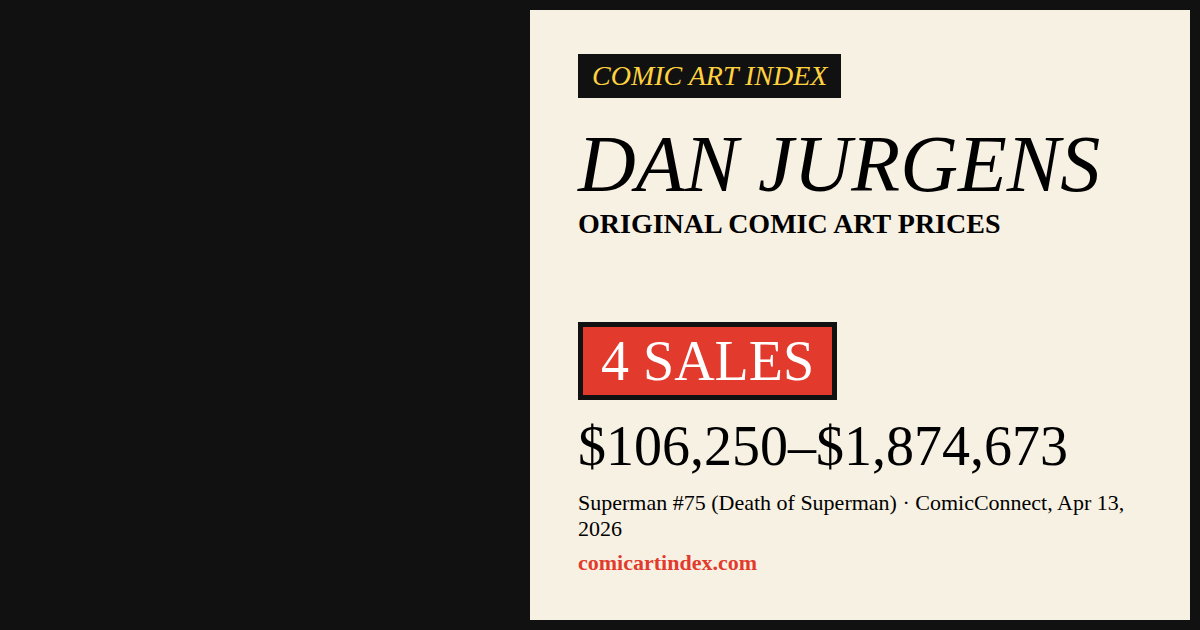 COMIC ART INDEX
DAN JURGENS
ORIGINAL COMIC ART PRICES
4 SALES
$106,250–$1,874,673
Superman #75 (Death of Superman) · ComicConnect, Apr 13,
2026
comicartindex.com